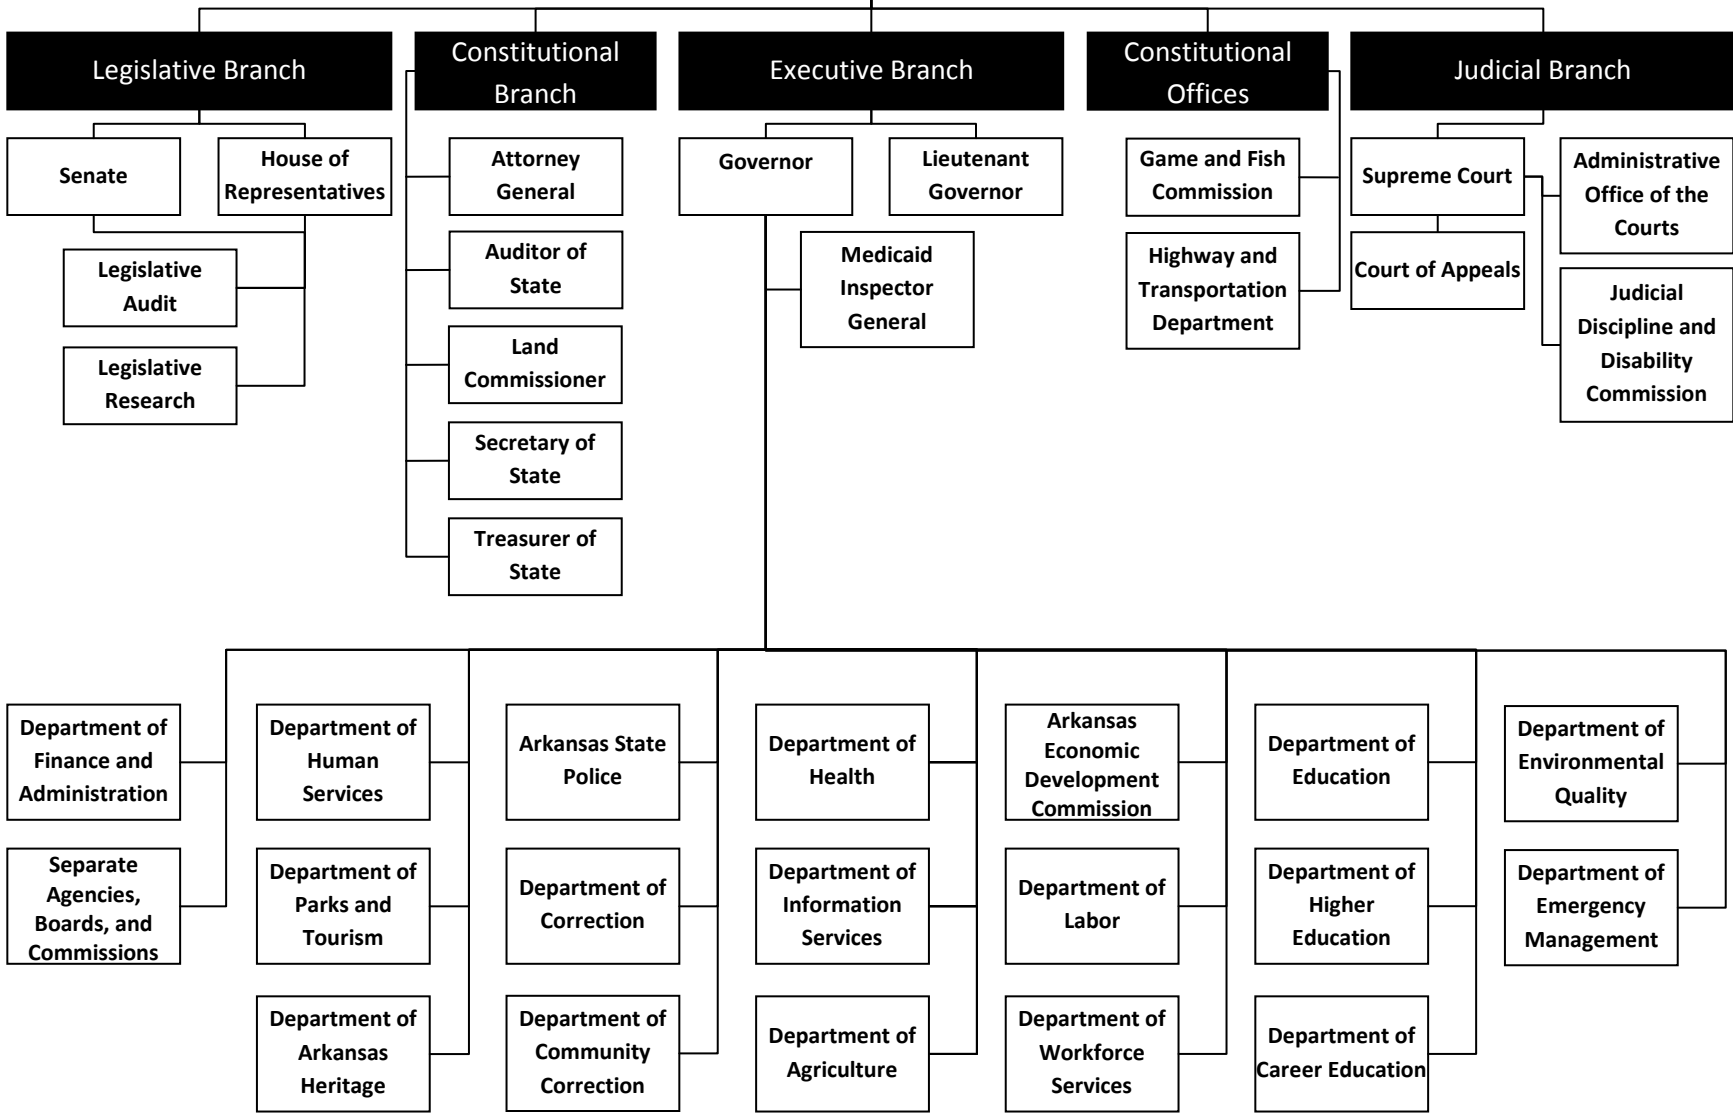 Legislative Branch
Constitutional
Branch
Executive Branch
Constitutional
Offices
Judicial Branch
Senate
House of
Representatives
Legislative
Audit
Legislative
Research
Attorney
General
Auditor of
State
Land
Commissioner
Secretary of
State
Treasurer of
State
Governor
Lieutenant
Governor
Medicaid
Inspector
General
Game and Fish
Commission
Highway and
Transportation
Department
Supreme Court
Court of Appeals
Administrative
Office of the
Courts
Judicial
Discipline and
Disability
Commission
Department of
Finance and
Administration
Department of
Human
Services
Arkansas State
Police
Department of
Health
Arkansas
Economic
Development
Commission
Department of
Education
Department of
Environmental
Quality
Separate
Agencies,
Boards, and
Commissions
Department of
Parks and
Tourism
Department of
Correction
Department of
Information
Services
Department of
Labor
Department of
Higher
Education
Department of
Emergency
Management
Department of
Arkansas
Heritage
Department of
Community
Correction
Department of
Agriculture
Department of
Workforce
Services
Department of
Career Education